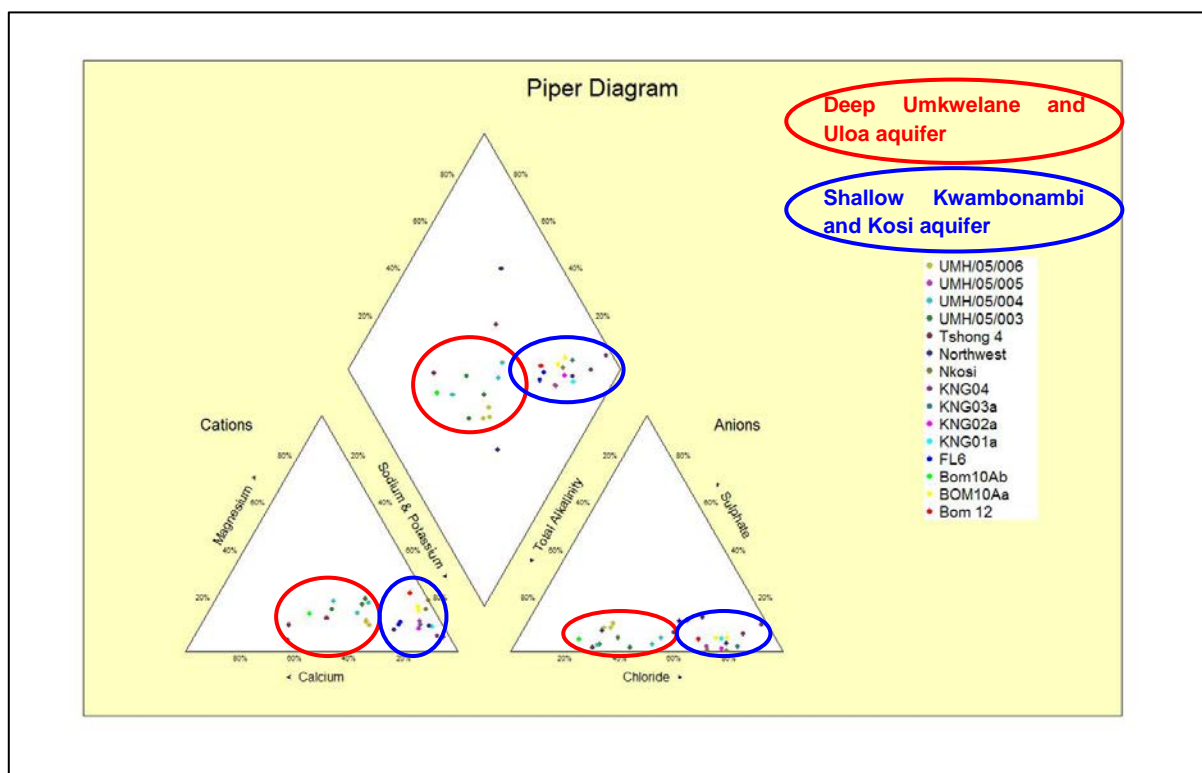 Piper Diagram
Deep Umkwelane and
Uloa aquifer
Shallow Kwambonambi
and Kosi aquifer
UMH/05/006
UMH/05/005
UMH/05/004
UMH/05/003
Tshong 4
Northwest
Nkosi
KNG04
KNG03a
KNG02a
KNG01a
FL6
Bom10Ab
BOM10Aa
Bom 12
80% 80%
60% 60%
40% 40%
20% 20%
Cations
Anions
80% 20% 80% 20%
Magnesium
Sodium & Potassium
Total Alkalinity
Sulphate
60% 40% 60% 40%
40% 60% 40% 60%
20% 80% 20%
80% 60% 40% 20%
20% 40% 60% 80%
Calcium
Chloride